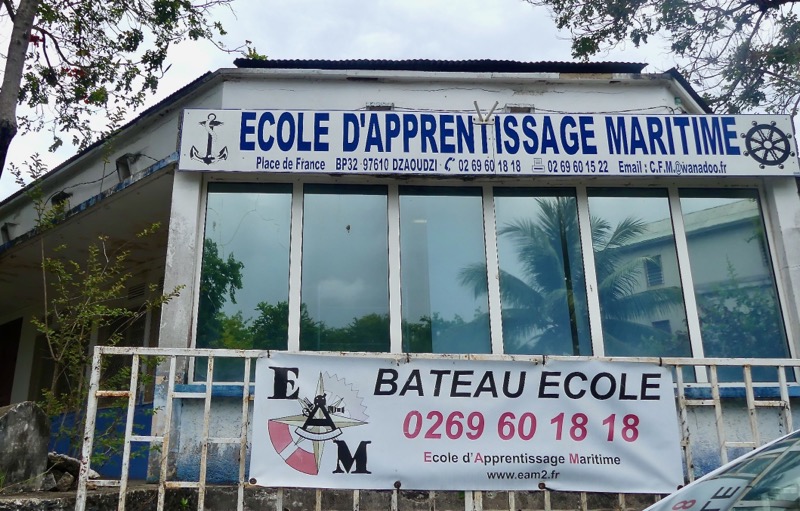 ECOLE D'APPRENTISSAGE MARITIME
Place de France BP32 97610 DZAOUDZI 02 69 60 18 18 02 69 60 15 22 Email : C.F.M.@wanadoo.fr
E A M
BATEAU ECOLE
0269 60 18 18
Ecole d'Apprentissage Maritime
www.eam2.fr